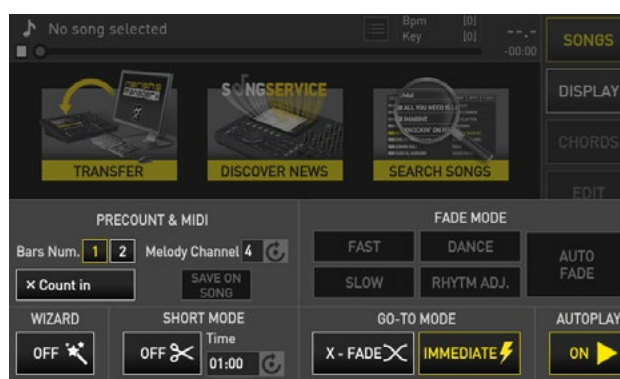 No song selected
Bpm [0]
Key [0]
--.-
-00:00
SONGS
DISPLAY
CHORDS
EDIT
SONGSERVICE
TRANSFER
DISCOVER NEWS
SEARCH SONGS
PRECOUNT & MIDI
Bars Num. 1 2 Melody Channel 4
× Count in
SAVE ON
SONG
FADE MODE
FAST DANCE
SLOW RHYTM ADJ.
AUTO
FADE
WIZARD
OFF
SHORT MODE
OFF
Time
01:00
GO-TO MODE
X - FADE IMMEDIATE
AUTOPLAY
ON